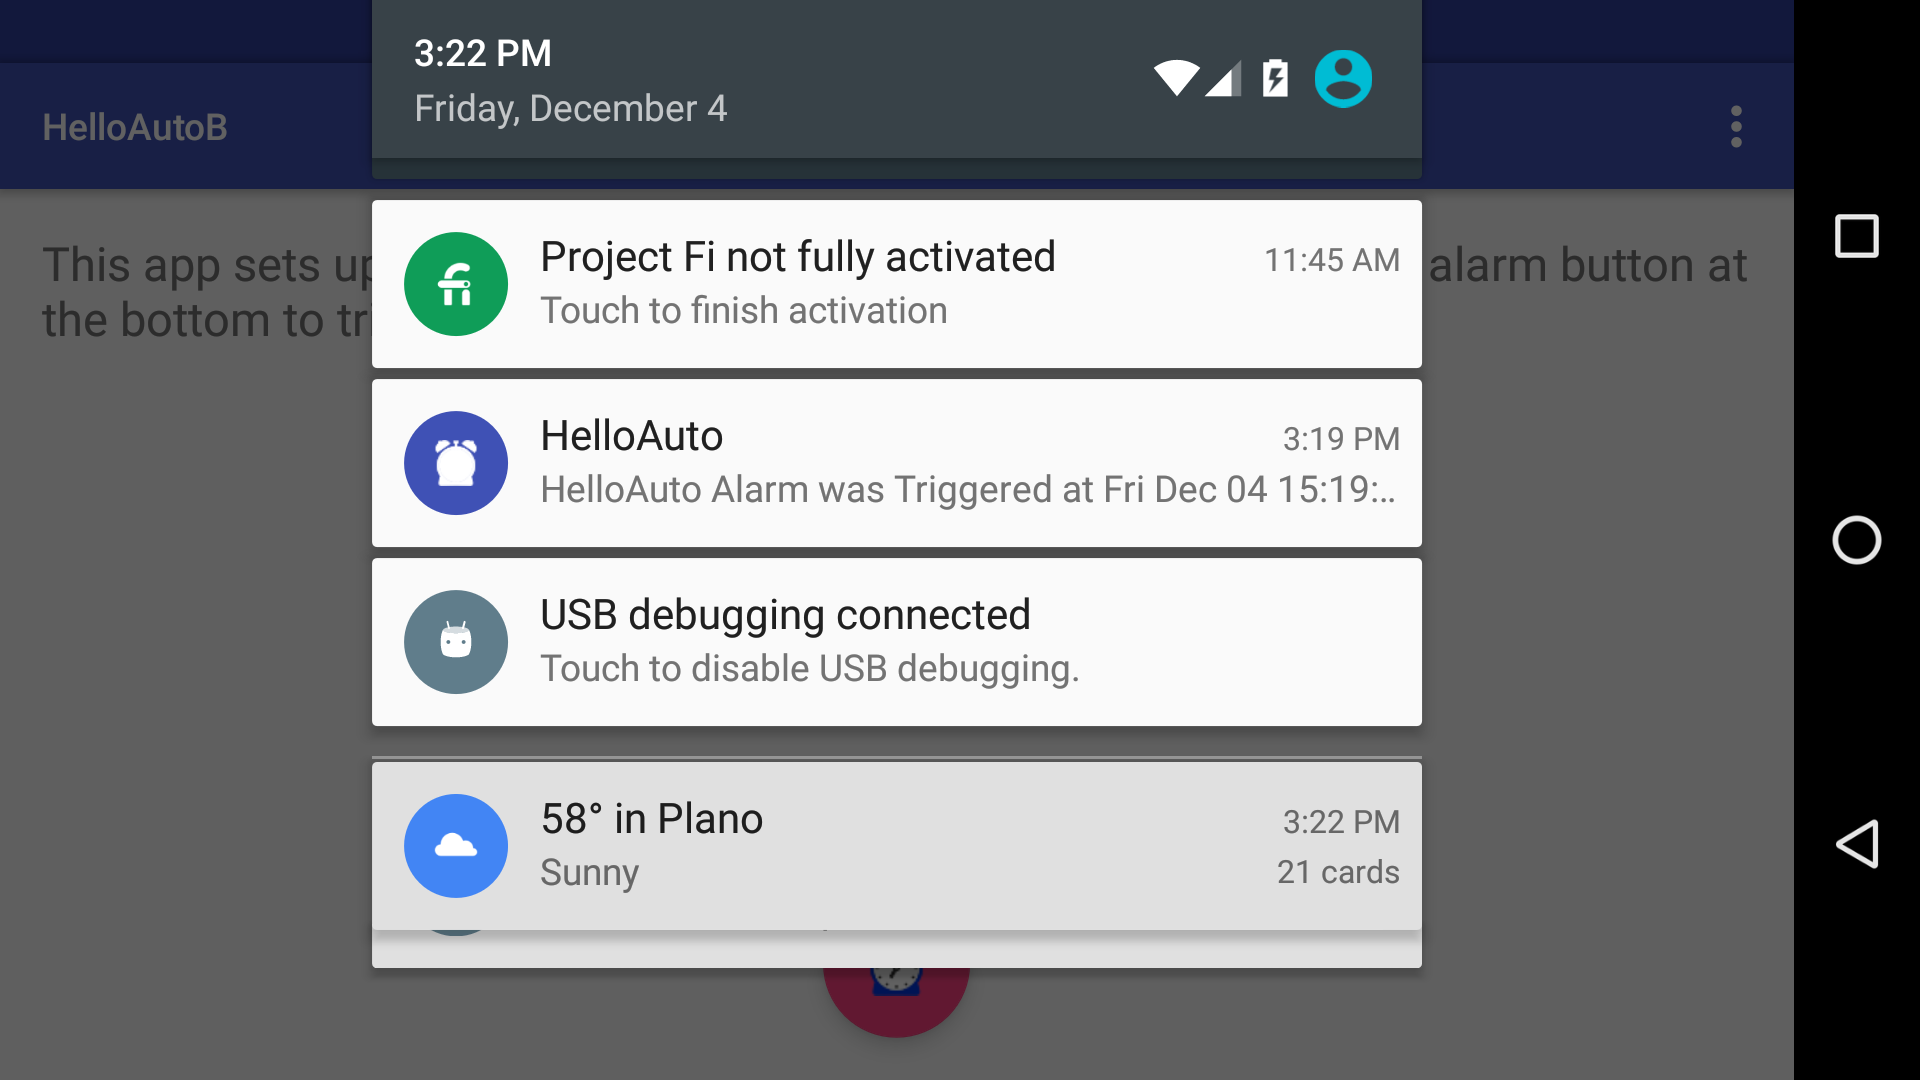 3:22 PM
Friday, December 4
HelloAutoB
This app sets up
alarm button at
the bottom to tri
Project Fi not fully activated
11:45 AM
Touch to finish activation
HelloAuto
3:19 PM
HelloAuto Alarm was Triggered at Fri Dec 04 15:19:...
USB debugging connected
Touch to disable USB debugging.
58° in Plano
3:22 PM
Sunny
21 cards